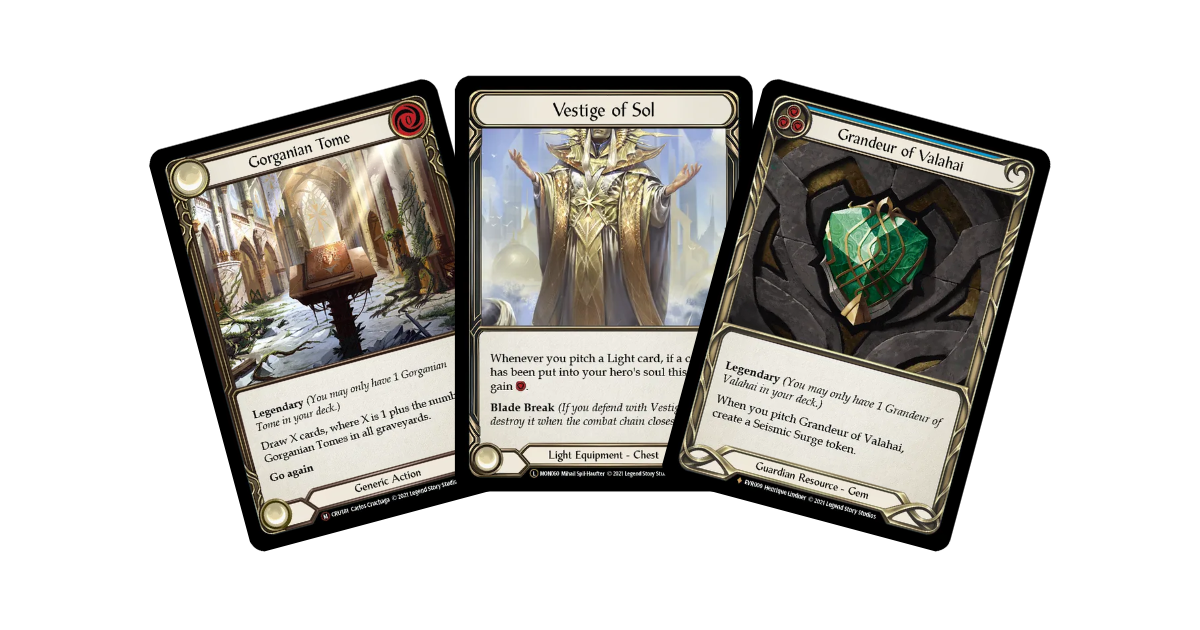 Gorganian Tome
Legendary (You may only have 1 Gorganian
Tome in your deck.)
Draw X cards, where X is 1 plus the numb
Gorganian Tomes in all graveyards.
Go again
Generic Action
CRU181 Carlos Cruchaga © 2021 Legend Story Studios
Vestige of Sol
Whenever you pitch a Light card, if a c
has been put into your hero's soul this
gain
Blade Break (If you defend with Vestig
destroy it when the combat chain closes
Light Equipment - Chest
L MON060 Mihail Spil-Haufter © 2021 Legend Story Stu
Grandeur of Valahai
Legendary (You may only have 1 Grandeur of
Valahai in your deck.)
When you pitch Grandeur of Valahai,
create a Seismic Surge token.
Guardian Resource - Gem
Henrique Lindner © 2021 Legend Story Studios